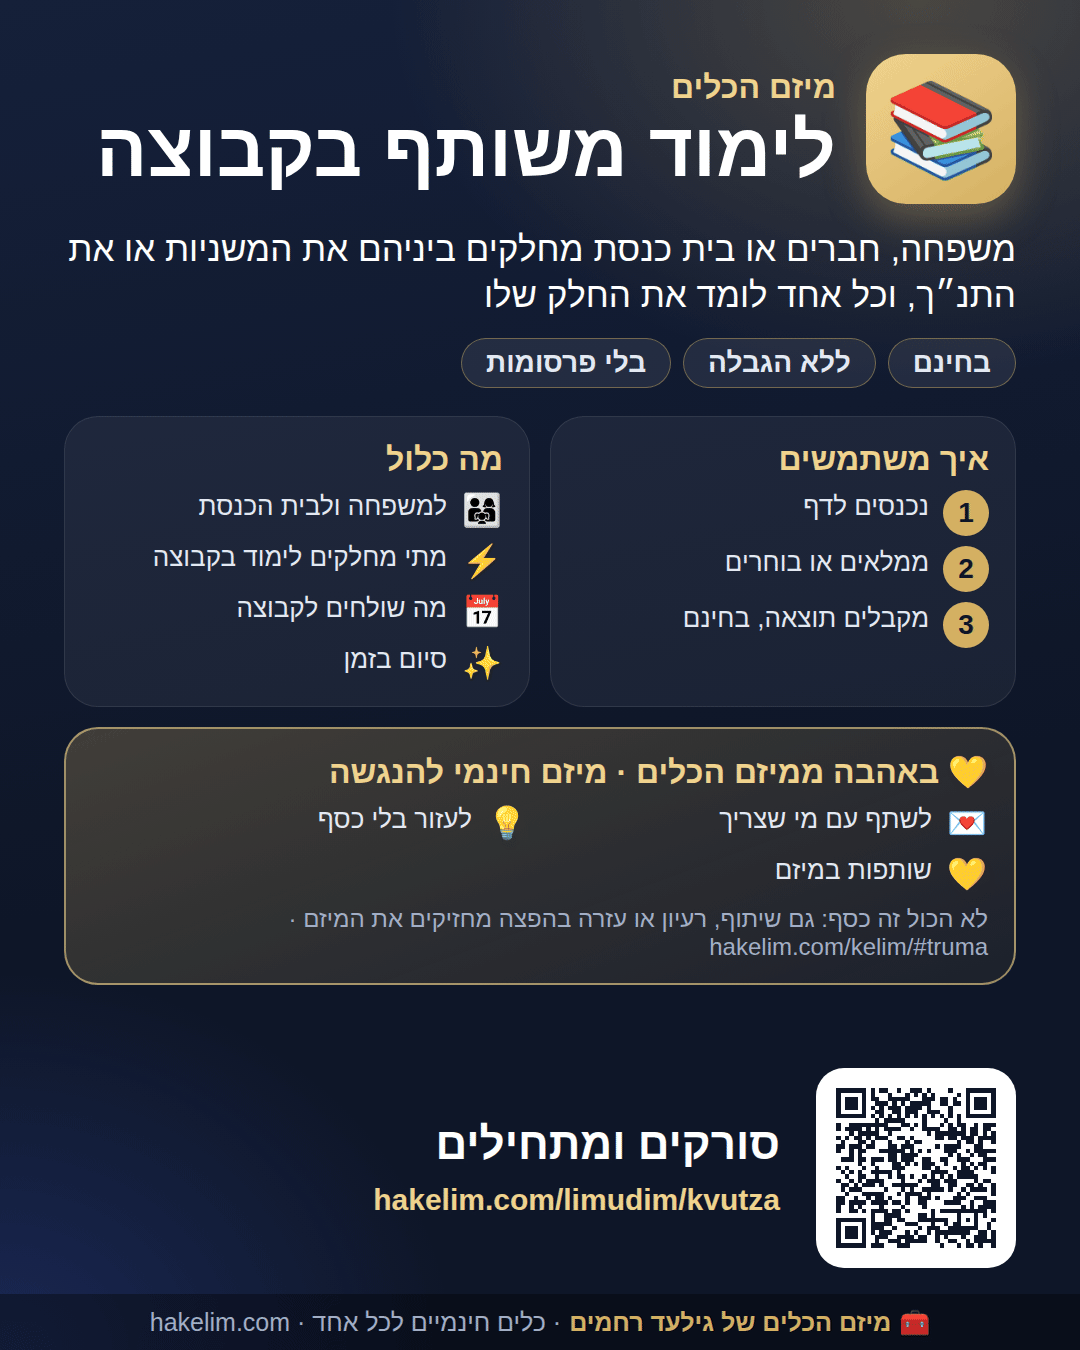 מיזם הכלים
לימוד משותף בקבוצה
משפחה, חברים או בית כנסת מחלקים ביניהם את המשניות או את
התנ״ך, וכל אחד לומד את החלק שלו
בחינם
ללא הגבלה
בלי פרסומות
איך משתמשים
1 נכנסים לדף
2 ממלאים או בוחרים
3 מקבלים תוצאה, בחינם
מה כלול
👨‍👩‍👧 למשפחה ולבית הכנסת
⚡ מתי מחלקים לימוד בקבוצה
📅 מה שולחים לקבוצה
✨ סיום בזמן
💛 באהבה ממיזם הכלים · מיזם חינמי להנגשה
💌 לשתף עם מי שצריך
💡 לעזור בלי כסף
💛 שותפות במיזם
לא הכול זה כסף: גם שיתוף, רעיון או עזרה בהפצה מחזיקים את המיזם ·
hakelim.com/kelim/#truma
סורקים ומתחילים
hakelim.com/limudim/kvutza
🧰 מיזם הכלים של גילעד רחמים · כלים חינמיים לכל אחד · hakelim.com